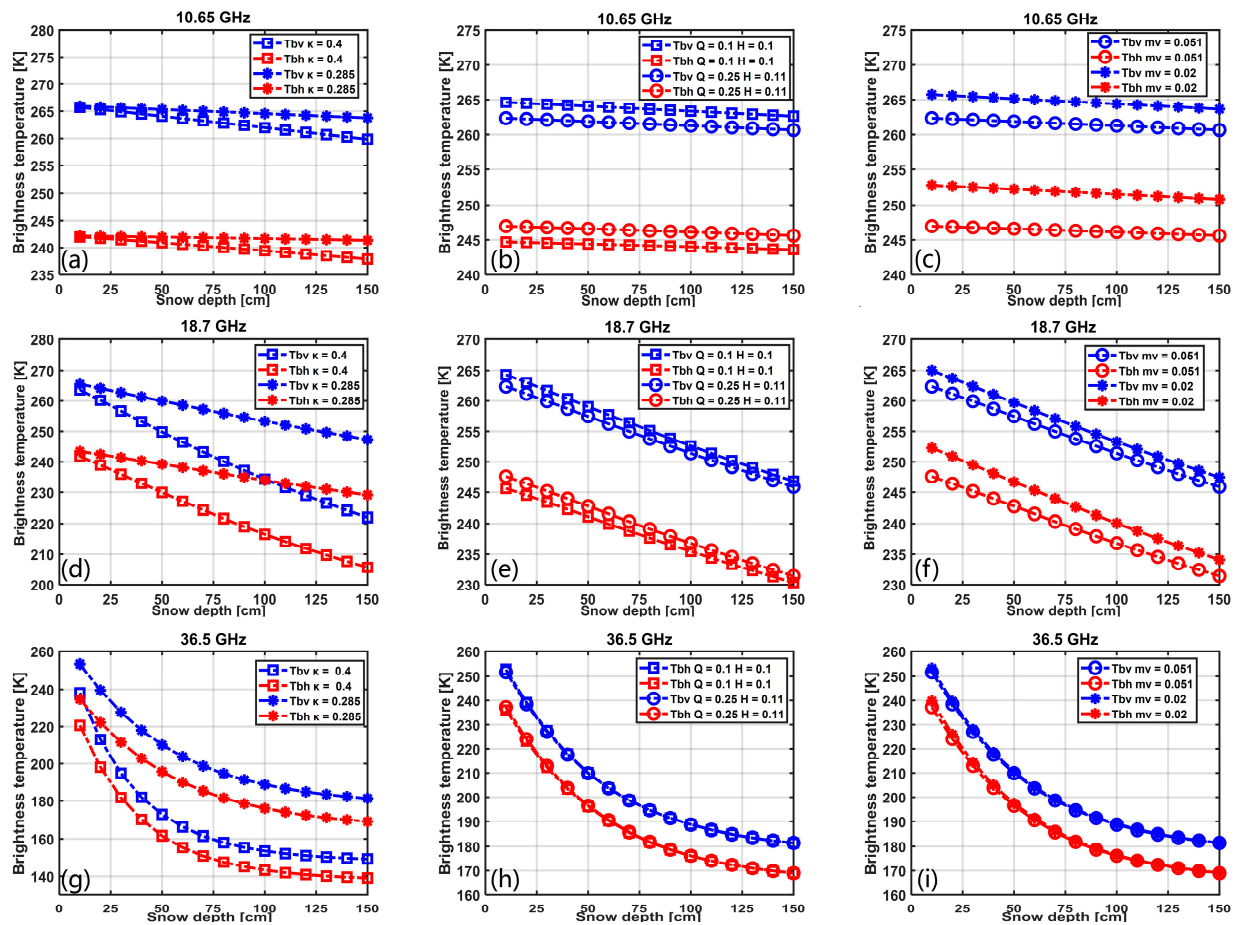 10.65 GHz
Brightness temperature [K]
280
275
270
265
260
255
250
245
240
235
Tbv κ = 0.4
Tbh κ = 0.4
Tbv κ = 0.285
Tbh κ = 0.285
(a)
0 25 50 75 100 125 150
Snow depth [cm]
10.65 GHz
Brightness temperature [K]
275
270
265
260
255
250
245
240
Tbv Q = 0.1 H = 0.1
Tbh Q = 0.1 H = 0.1
Tbv Q = 0.25 H = 0.11
Tbh Q = 0.25 H = 0.11
(b)
0 25 50 75 100 125 150
Snow depth [cm]
10.65 GHz
Brightness temperature [K]
275
270
265
260
255
250
245
240
Tbv mv = 0.051
Tbh mv = 0.051
Tbv mv = 0.02
Tbh mv = 0.02
(c)
0 25 50 75 100 125 150
Snow depth [cm]
18.7 GHz
Brightness temperature [K]
280
270
260
250
240
230
220
210
200
Tbv κ = 0.4
Tbh κ = 0.4
Tbv κ = 0.285
Tbh κ = 0.285
(d)
0 25 50 75 100 125 150
Snow depth [cm]
18.7 GHz
Brightness temperature [K]
270
265
260
255
250
245
240
235
230
Tbv Q = 0.1 H = 0.1
Tbh Q = 0.1 H = 0.1
Tbv Q = 0.25 H = 0.11
Tbh Q = 0.25 H = 0.11
(e)
0 25 50 75 100 125 150
Snow depth [cm]
18.7 GHz
Brightness temperature [K]
270
265
260
255
250
245
240
235
230
Tbv mv = 0.051
Tbh mv = 0.051
Tbv mv = 0.02
Tbh mv = 0.02
(f)
0 25 50 75 100 125 150
Snow depth [cm]
36.5 GHz
Brightness temperature [K]
260
240
220
200
180
160
140
Tbv κ = 0.4
Tbh κ = 0.4
Tbv κ = 0.285
Tbh κ = 0.285
(g)
0 25 50 75 100 125 150
Snow depth [cm]
36.5 GHz
Brightness temperature [K]
260
250
240
230
220
210
200
190
180
170
160
Tbh Q = 0.1 H = 0.1
Tbh Q = 0.1 H = 0.1
Tbv Q = 0.25 H = 0.11
Tbh Q = 0.25 H = 0.11
(h)
0 25 50 75 100 125 150
Snow depth [cm]
36.5 GHz
Brightness temperature [K]
260
250
240
230
220
210
200
190
180
170
160
Tbv mv = 0.051
Tbh mv = 0.051
Tbv mv = 0.02
Tbh mv = 0.02
(i)
0 25 50 75 100 125 150
Snow depth [cm]